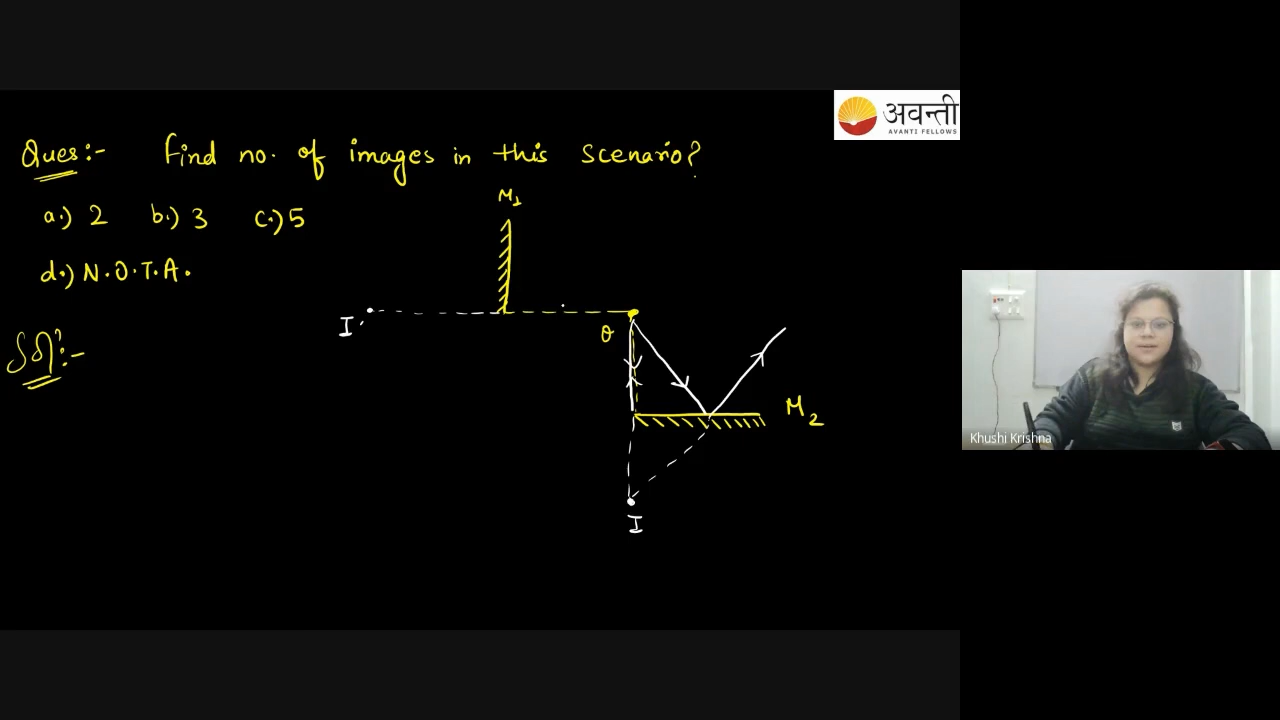 अवन्ती
AVANTI FELLOWS
Ques:- Find no. of images in this scenario?
a.) 2 b.) 3 c.) 5
d.) N.O.T.A.
Sol:-
M1
I
O
M2
I
Khushi Krishna